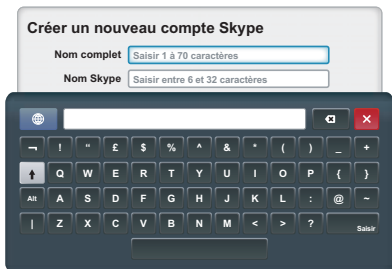 Créer un nouveau compte Skype
Nom complet Saisir 1 à 70 caractères
Nom Skype Saisir entre 6 et 32 caractères
¬ ! " £ $ % ^ & * ( ) _ +
Q W E R T Y U I O P { }
Alt A S D F G H J K L : @ ~
| Z X C V B N M < > ? Saisir